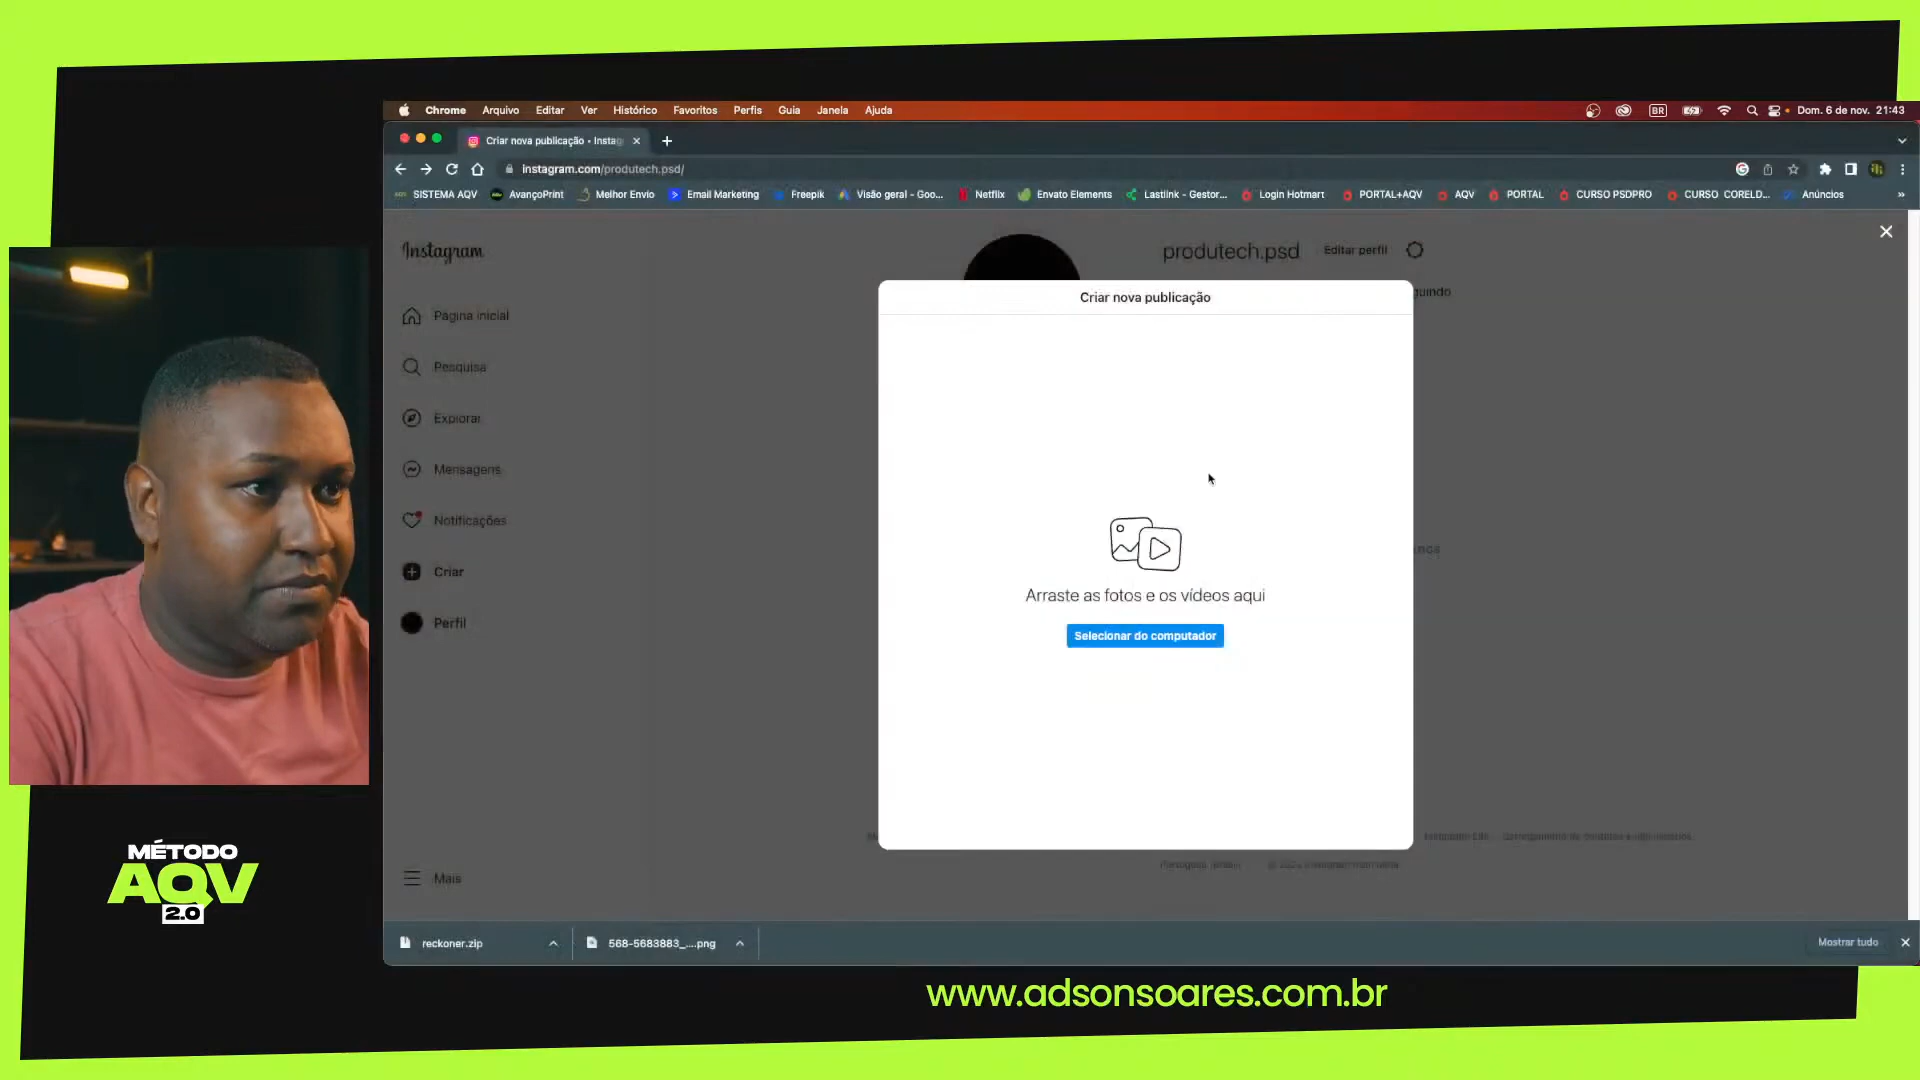 Chrome Arquivo Editar Ver Histórico Favoritos Perfis Guia Janela Ajuda
BR
Dom. 6 de nov. 21:43
Criar nova publicação • Instag
instagram.com/produtech.psd/
SISTEMA AQV AvançoPrint Melhor Envio Email Marketing Freepik Visão geral - Goo... Netflix Envato Elements Lastlink - Gestor... Login Hotmart PORTAL+AQV AQV PORTAL CURSO PSDPRO CURSO CORELD... Anúncios »
Instagram
produtech.psd Editar perfil
guindo
Criar nova publicação
Página inicial
Pesquisa
Explorar
Mensagens
Notificações
Criar
Perfil
Arraste as fotos e os vídeos aqui
Selecionar do computador
Mais
reckoner.zip
568-5683883_....png
Mostrar tudo
MÉTODO
AQV
2.0
www.adsonsoares.com.br